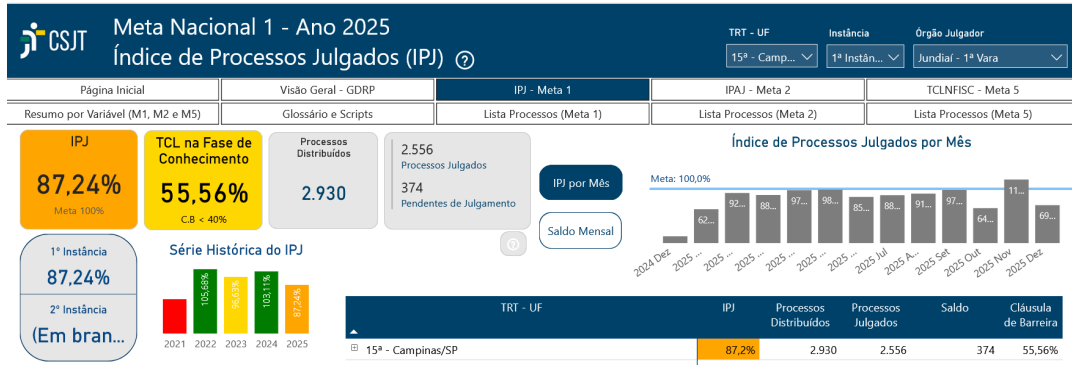 CSJT
Meta Nacional 1 - Ano 2025
Índice de Processos Julgados (IPJ) ?
TRT - UF
Instância
Órgão Julgador
15ª - Camp...
1ª Instân...
Jundiaí - 1ª Vara
Página Inicial
Visão Geral - GDRP
IPJ - Meta 1
IPAJ - Meta 2
TCLNFISC - Meta 5
Resumo por Variável (M1, M2 e M5)
Glossário e Scripts
Lista Processos (Meta 1)
Lista Processos (Meta 2)
Lista Processos (Meta 5)
IPJ
87,24%
Meta 100%
TCL na Fase de
Conhecimento
55,56%
C.B < 40%
Processos
Distribuídos
2.930
2.556
Processos Julgados
374
Pendentes de Julgamento
?
IPJ por Mês
Saldo Mensal
Índice de Processos Julgados por Mês
Meta: 100,0%
62...
92...
88...
97...
98...
85...
88...
91...
97...
64...
11...
69...
2024 Dez
2025 ...
2025 ...
2025 ...
2025 ...
2025 ...
2025 ...
2025 Jul
2025 A...
2025 Set
2025 Out
2025 Nov
2025 Dez
1° Instância
87,24%
2° Instância
(Em bran...
Série Histórica do IPJ
105,68%
96,63%
103,11%
87,24%
2021
2022
2023
2024
2025
TRT - UF
IPJ
Processos
Distribuídos
Processos
Julgados
Saldo
Cláusula
de Barreira
15ª - Campinas/SP
87,2%
2.930
2.556
374
55,56%